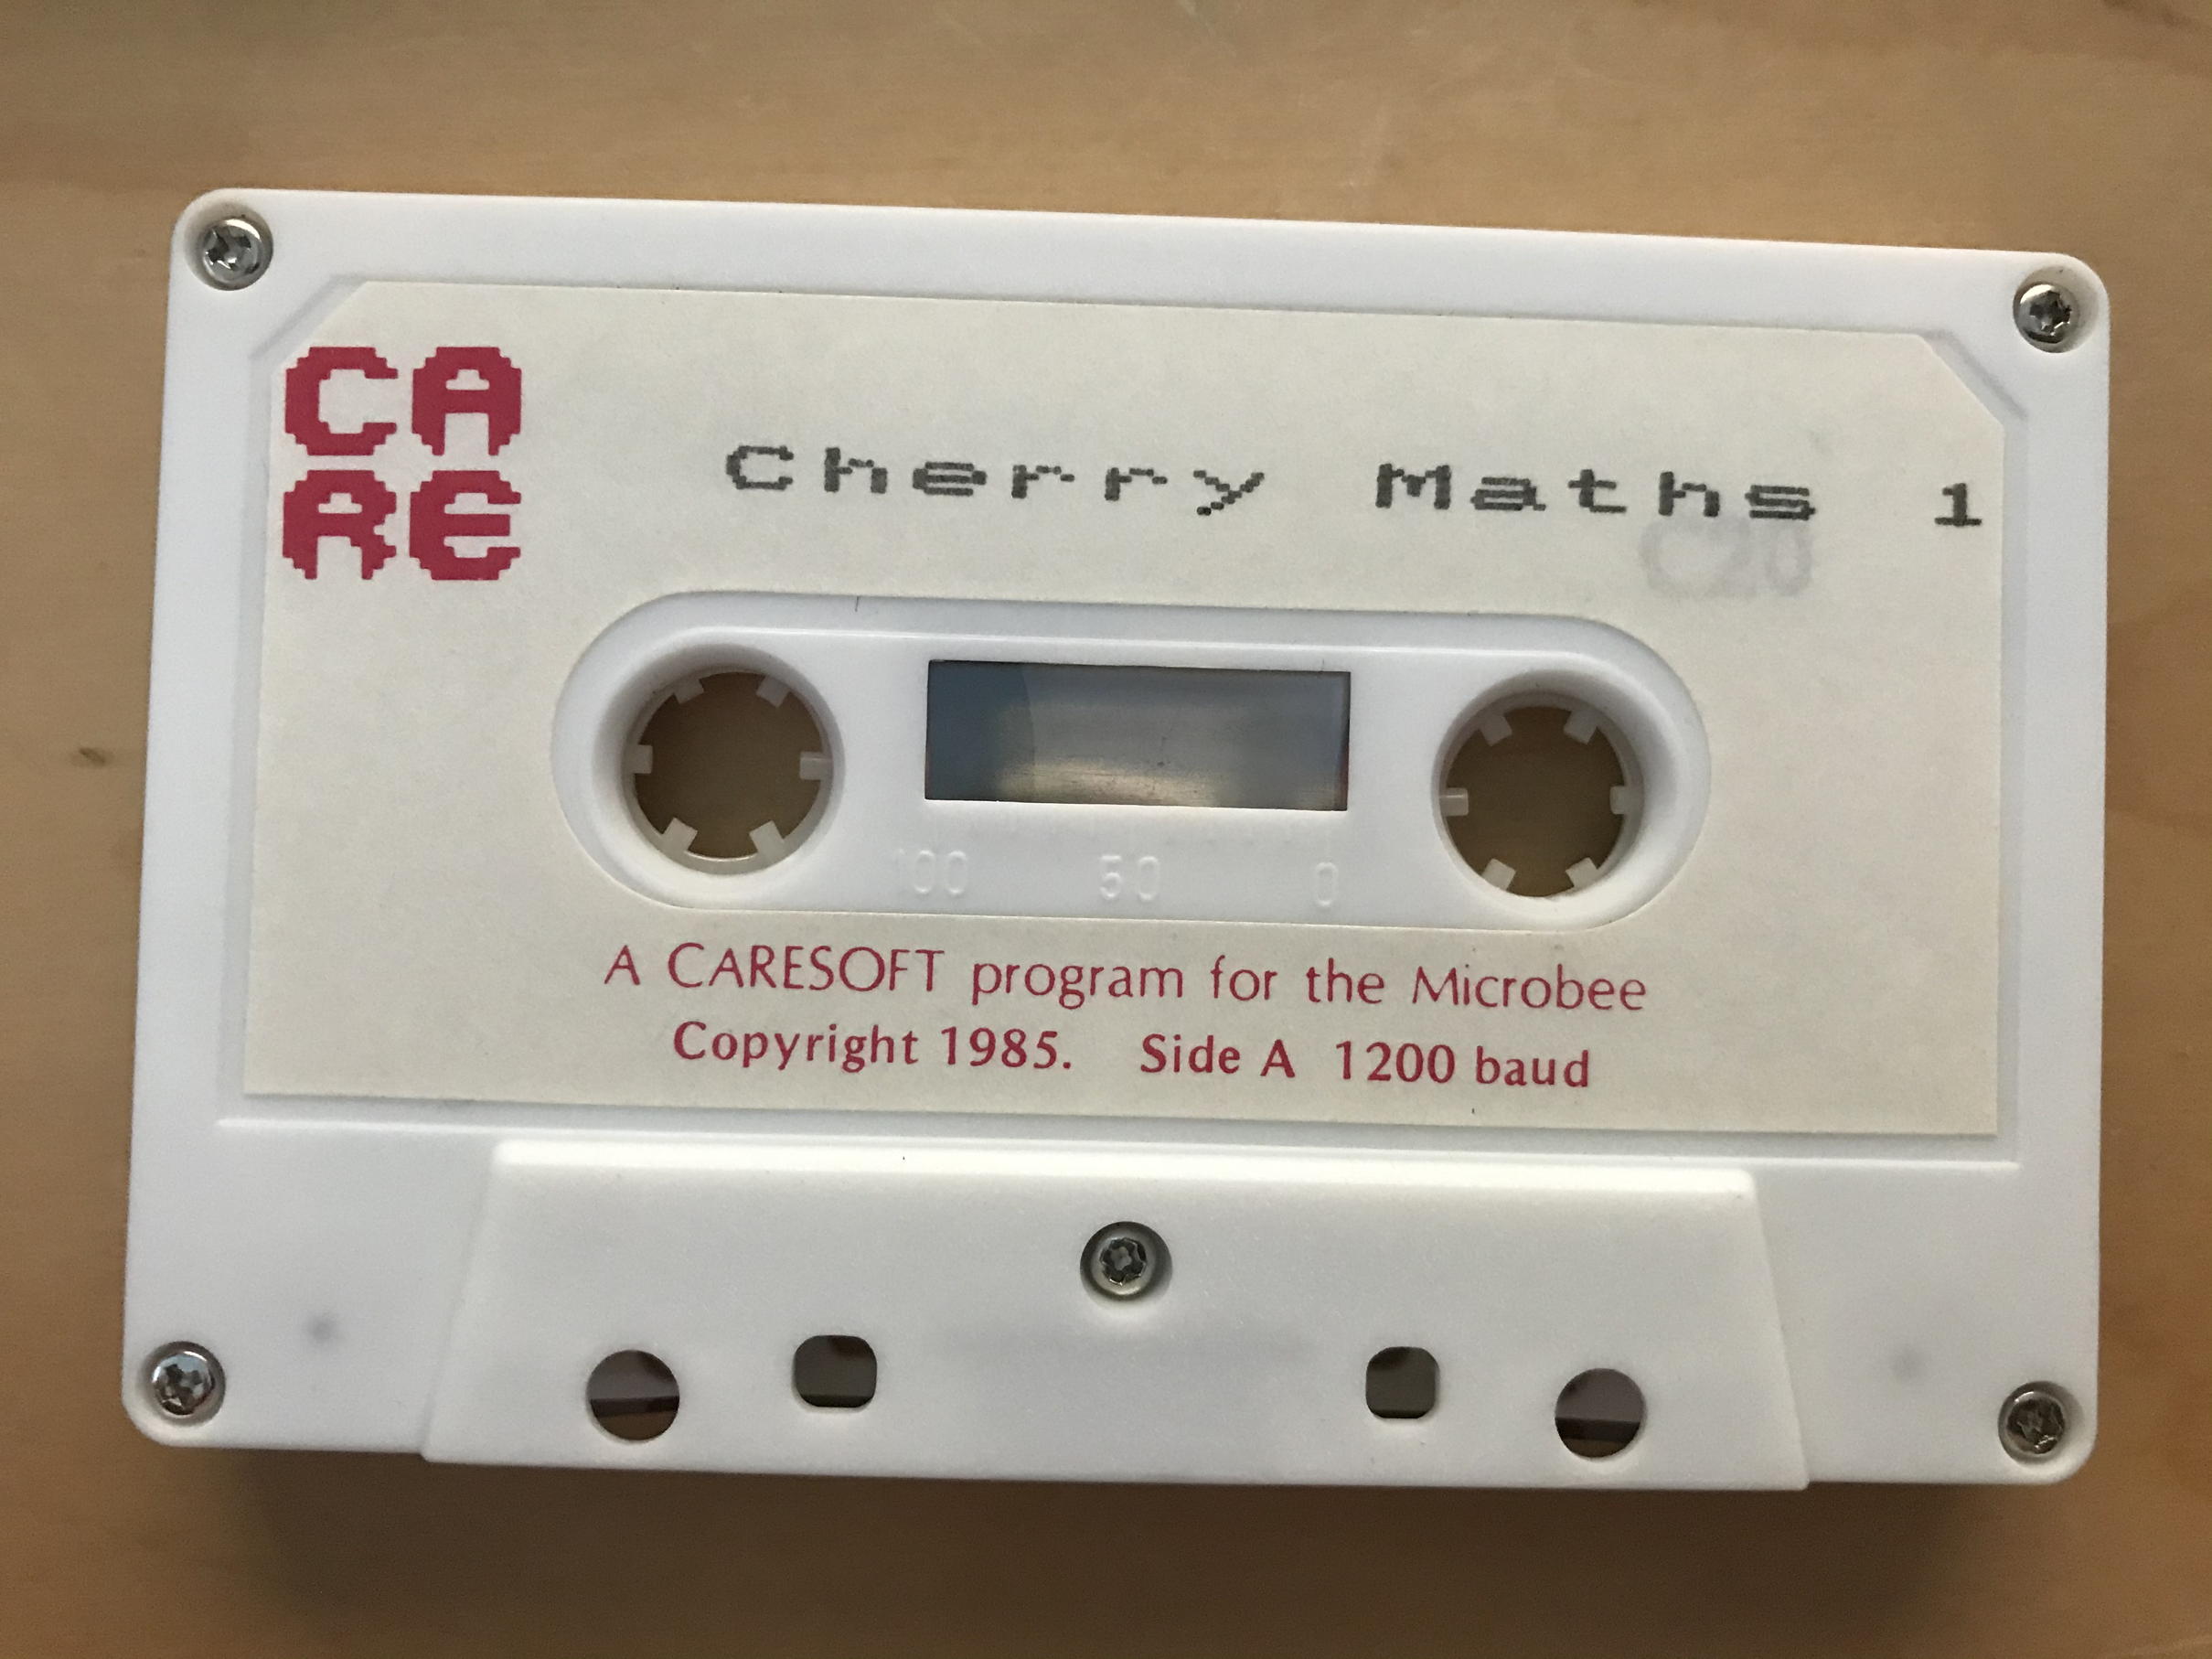 CA
RE
Cherry Maths 1
C20
100 50 0
A CARESOFT program for the Microbee
Copyright 1985. Side A 1200 baud